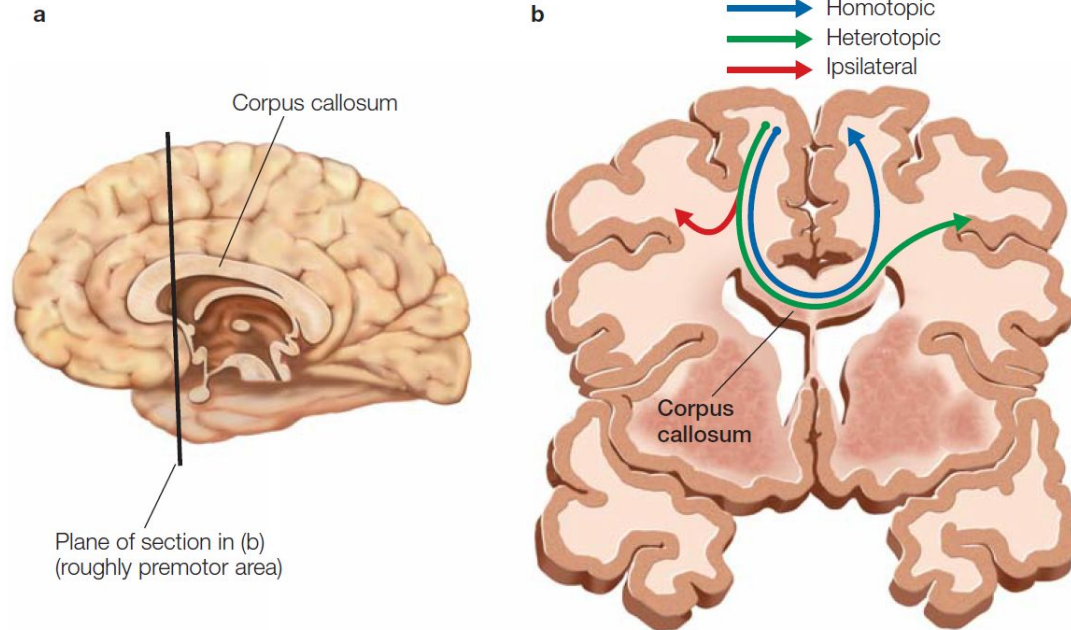 a
Corpus callosum
Plane of section in (b)
(roughly premotor area)
b
Homotopic
Heterotopic
Ipsilateral
Corpus
callosum